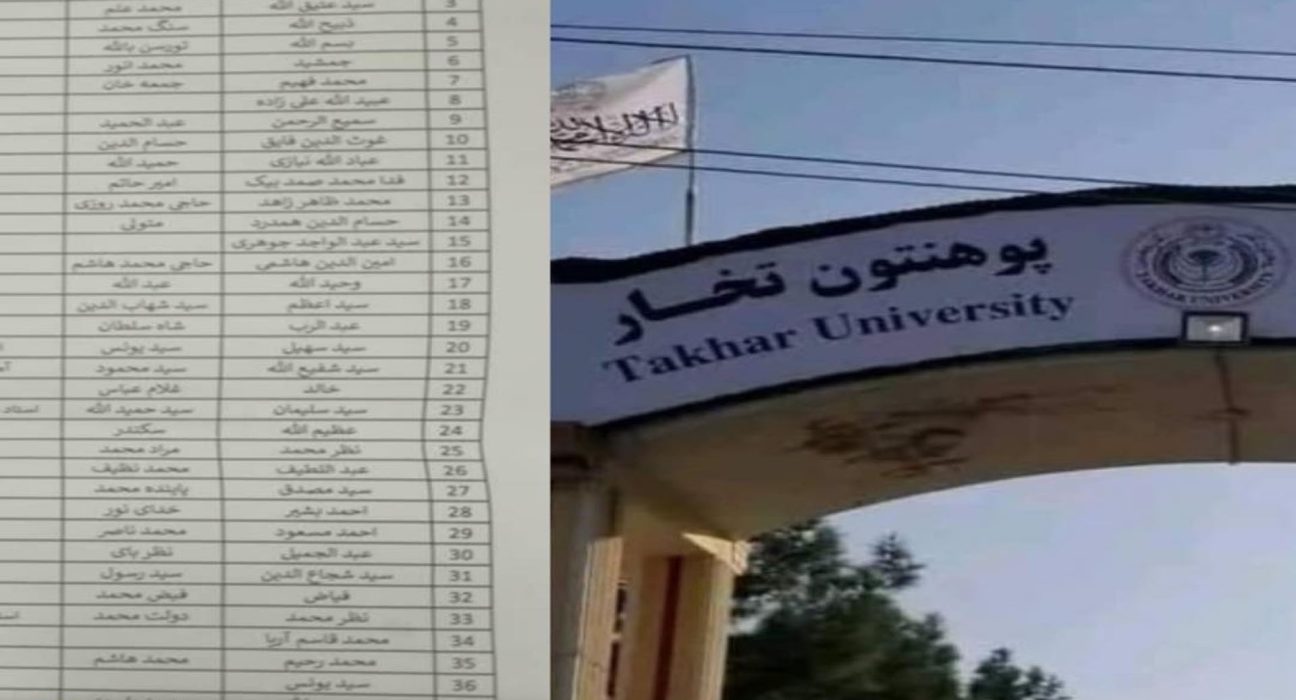 3 سید عتیق الله محمد علم
4 ذبیح الله سنگ محمد
5 بسم الله تورسن بالله
6 جمشید محمد انور
7 محمد فهیم جمعه خان
8 عبید الله علی زاده
9 سمیع الرحمن عبد الحمید
10 غوث الدین فایق حسام الدین
11 عباد الله نیازی حمید الله
12 فدا محمد صمد بیک امیر حاتم
13 محمد ظاهر زاهد حاجی محمد روزی
14 حسام الدین همدرد متولی
15 سید عبد الواجد جوهری
16 امین الدین هاشمی حاجی محمد هاشم
17 وحید الله عبد الله
18 سید اعظم سید شهاب الدین
19 عبد الرب شاه سلطان
20 سید سهیل سید یونس
21 سید شفیع الله سید محمود
22 خالد غلام عباس
23 سید سلیمان سید حمید الله استاد
24 عظیم الله سکندر
25 نظر محمد مراد محمد
26 عبد اللطیف محمد نظیف
27 سید مصدق پاینده محمد
28 احمد بشیر خدای نور
29 احمد مسعود محمد ناصر
30 عبد الجمیل نظر بای
31 سید شجاع الدین سید رسول
32 فیاض فیض محمد
33 نظر محمد دولت محمد
34 محمد قاسم آریا
35 محمد رحیم محمد هاشم
36 سید یونس
پوهنتون تخار
Takhar University
TAKHAR UNIVERSITY